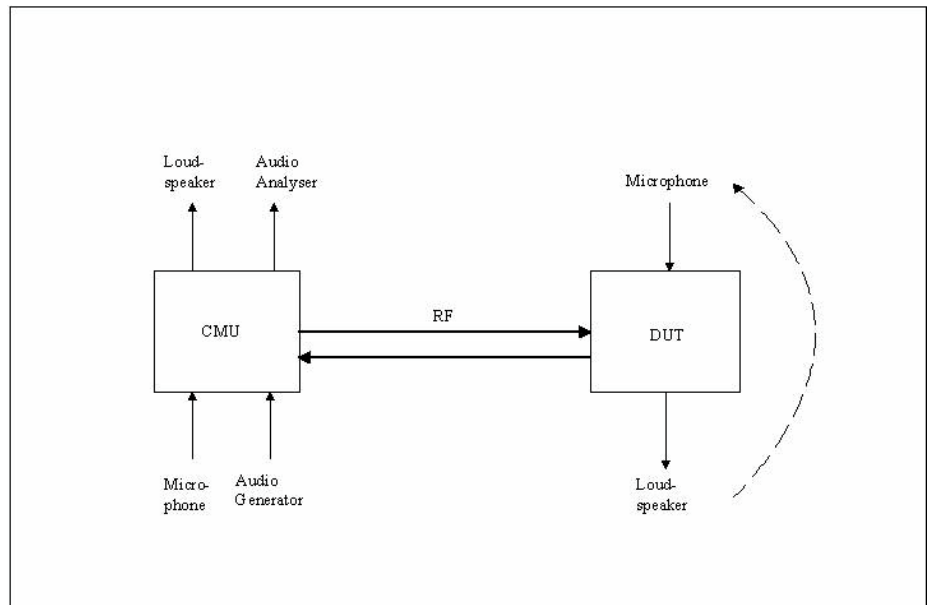 Loud-
speaker
Audio
Analyser
Microphone
CMU
RF
DUT
Micro-
phone
Audio
Generator
Loud-
speaker